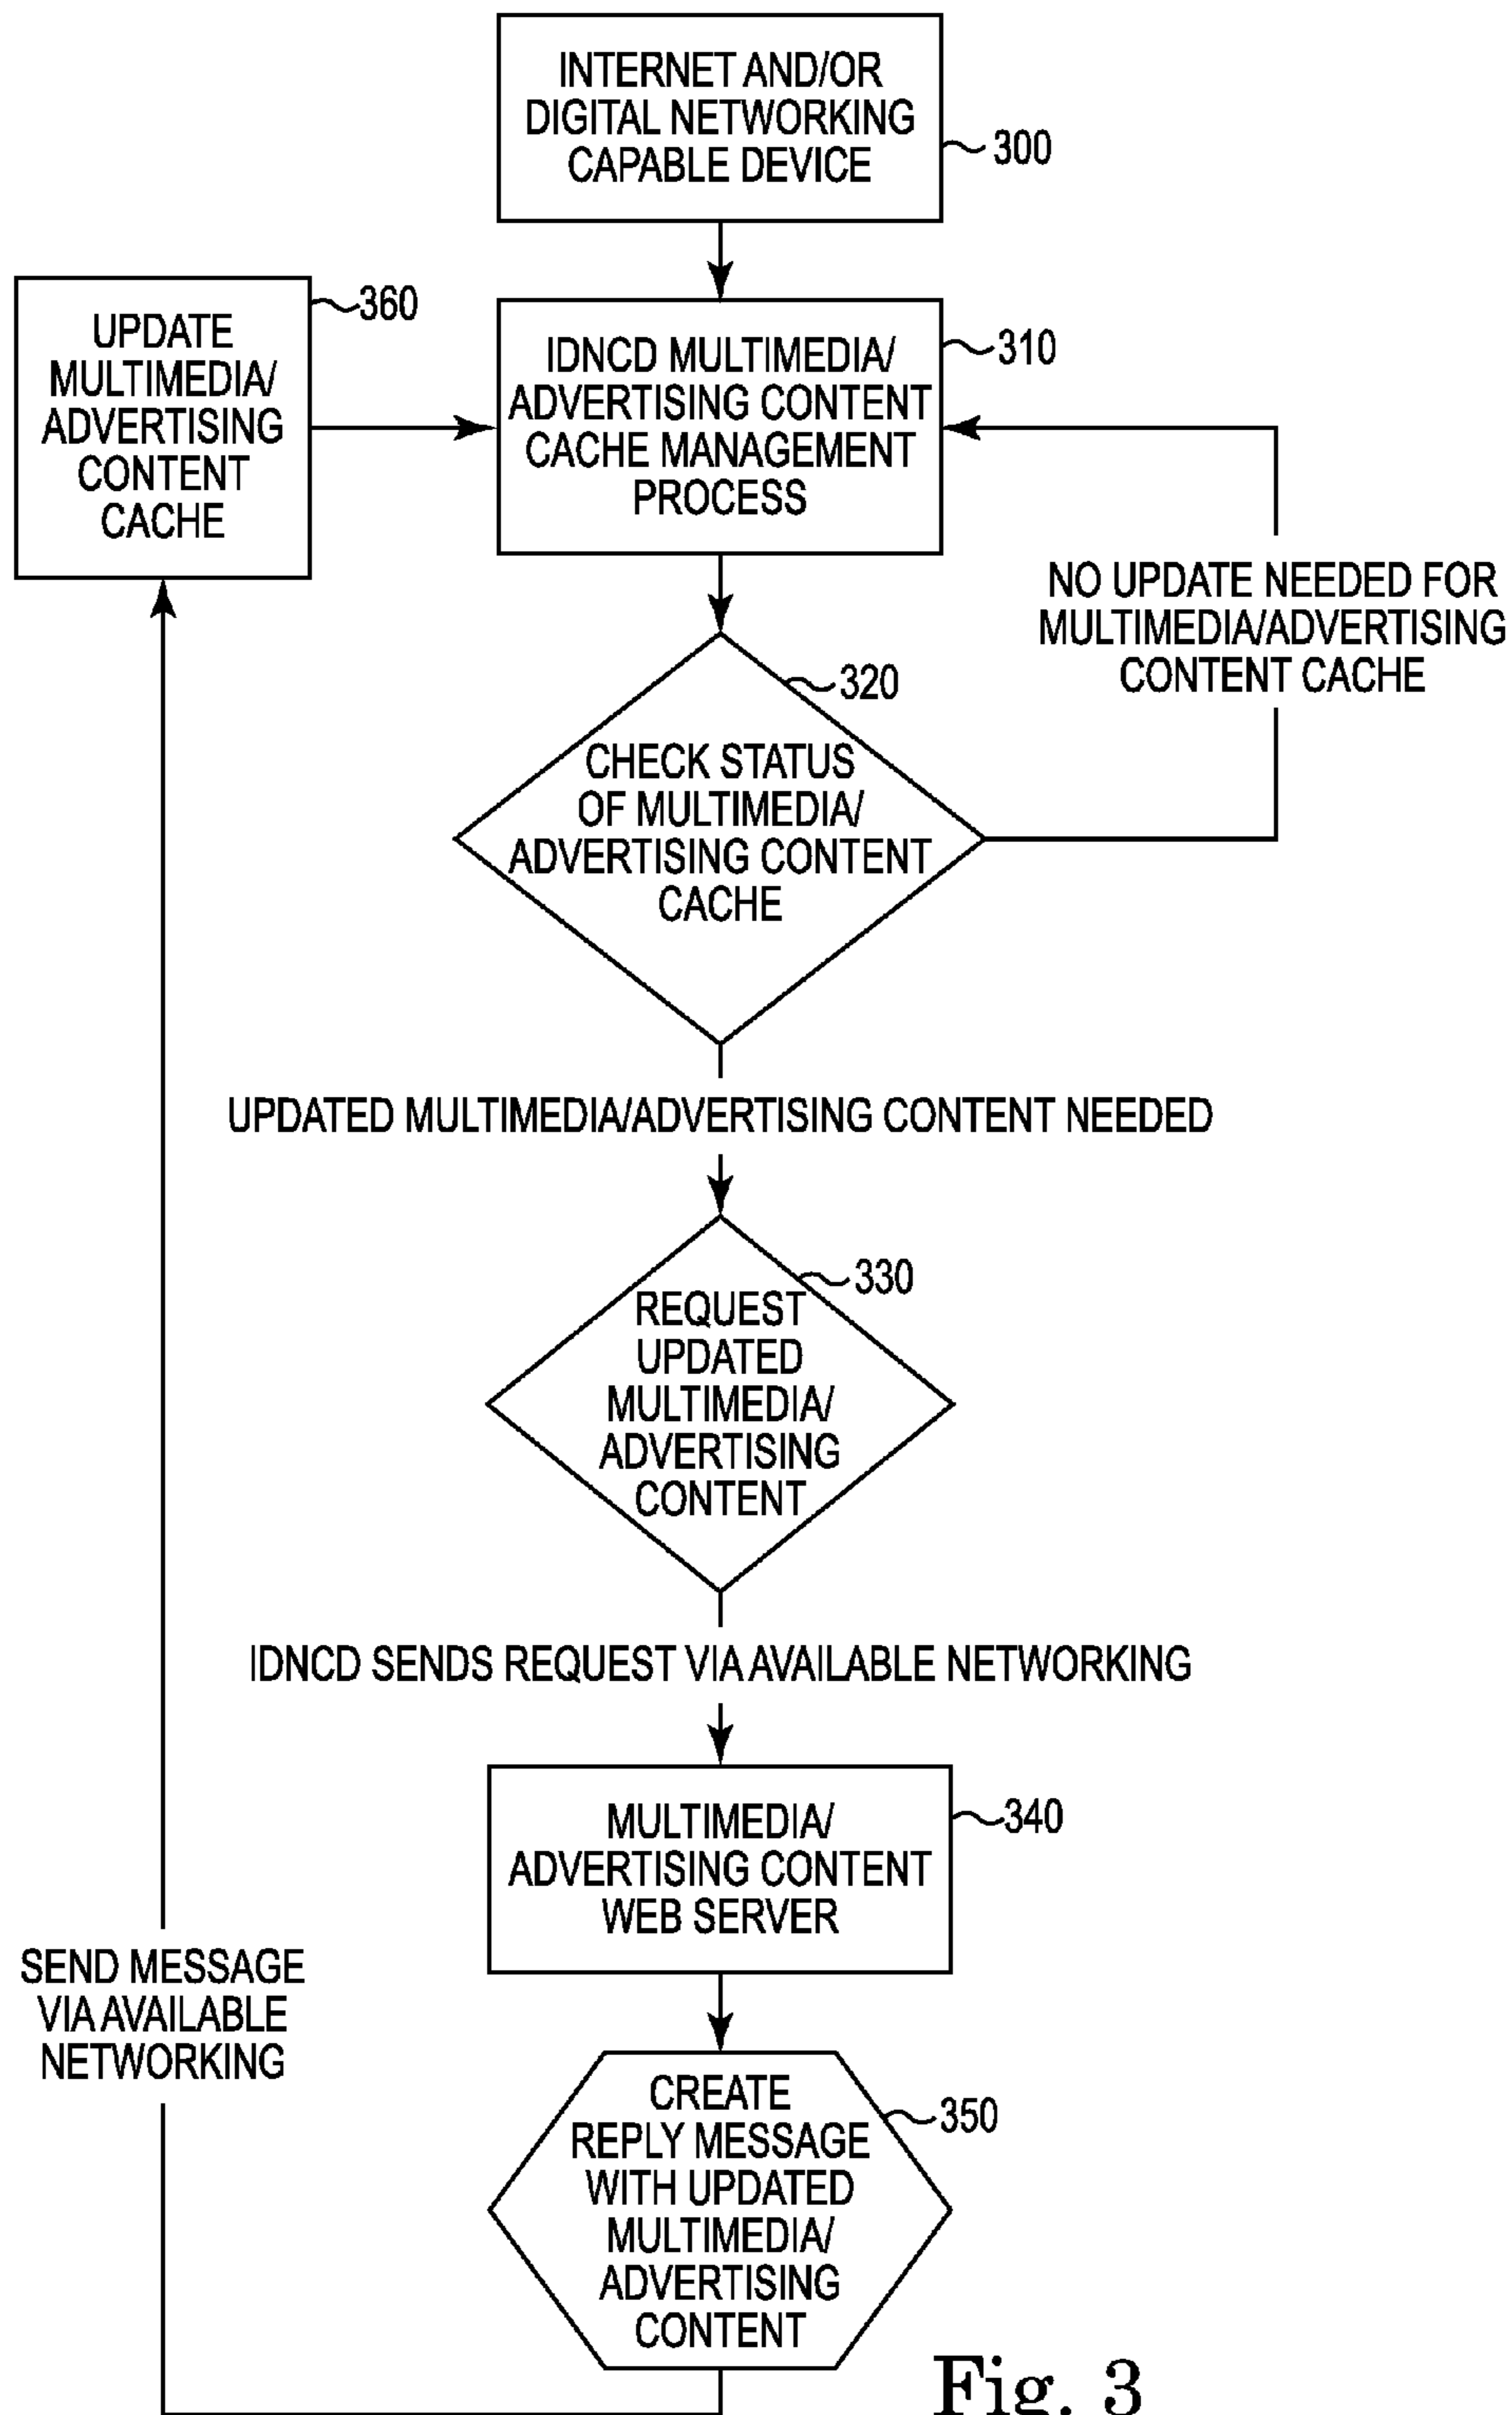 INTERNET AND/OR
DIGITAL NETWORKING
CAPABLE DEVICE
300
UPDATE
MULTIMEDIA/
ADVERTISING
CONTENT
CACHE
360
IDNCD MULTIMEDIA/
ADVERTISING CONTENT
CACHE MANAGEMENT
PROCESS
310
NO UPDATE NEEDED FOR
MULTIMEDIA/ADVERTISING
CONTENT CACHE
320
CHECK STATUS
OF MULTIMEDIA/
ADVERTISING CONTENT
CACHE
UPDATED MULTIMEDIA/ADVERTISING CONTENT NEEDED
330
REQUEST
UPDATED
MULTIMEDIA/
ADVERTISING
CONTENT
IDNCD SENDS REQUEST VIA AVAILABLE NETWORKING
MULTIMEDIA/
ADVERTISING CONTENT
WEB SERVER
340
SEND MESSAGE
VIA AVAILABLE
NETWORKING
CREATE
REPLY MESSAGE
WITH UPDATED
MULTIMEDIA/
ADVERTISING
CONTENT
350
Fig. 3